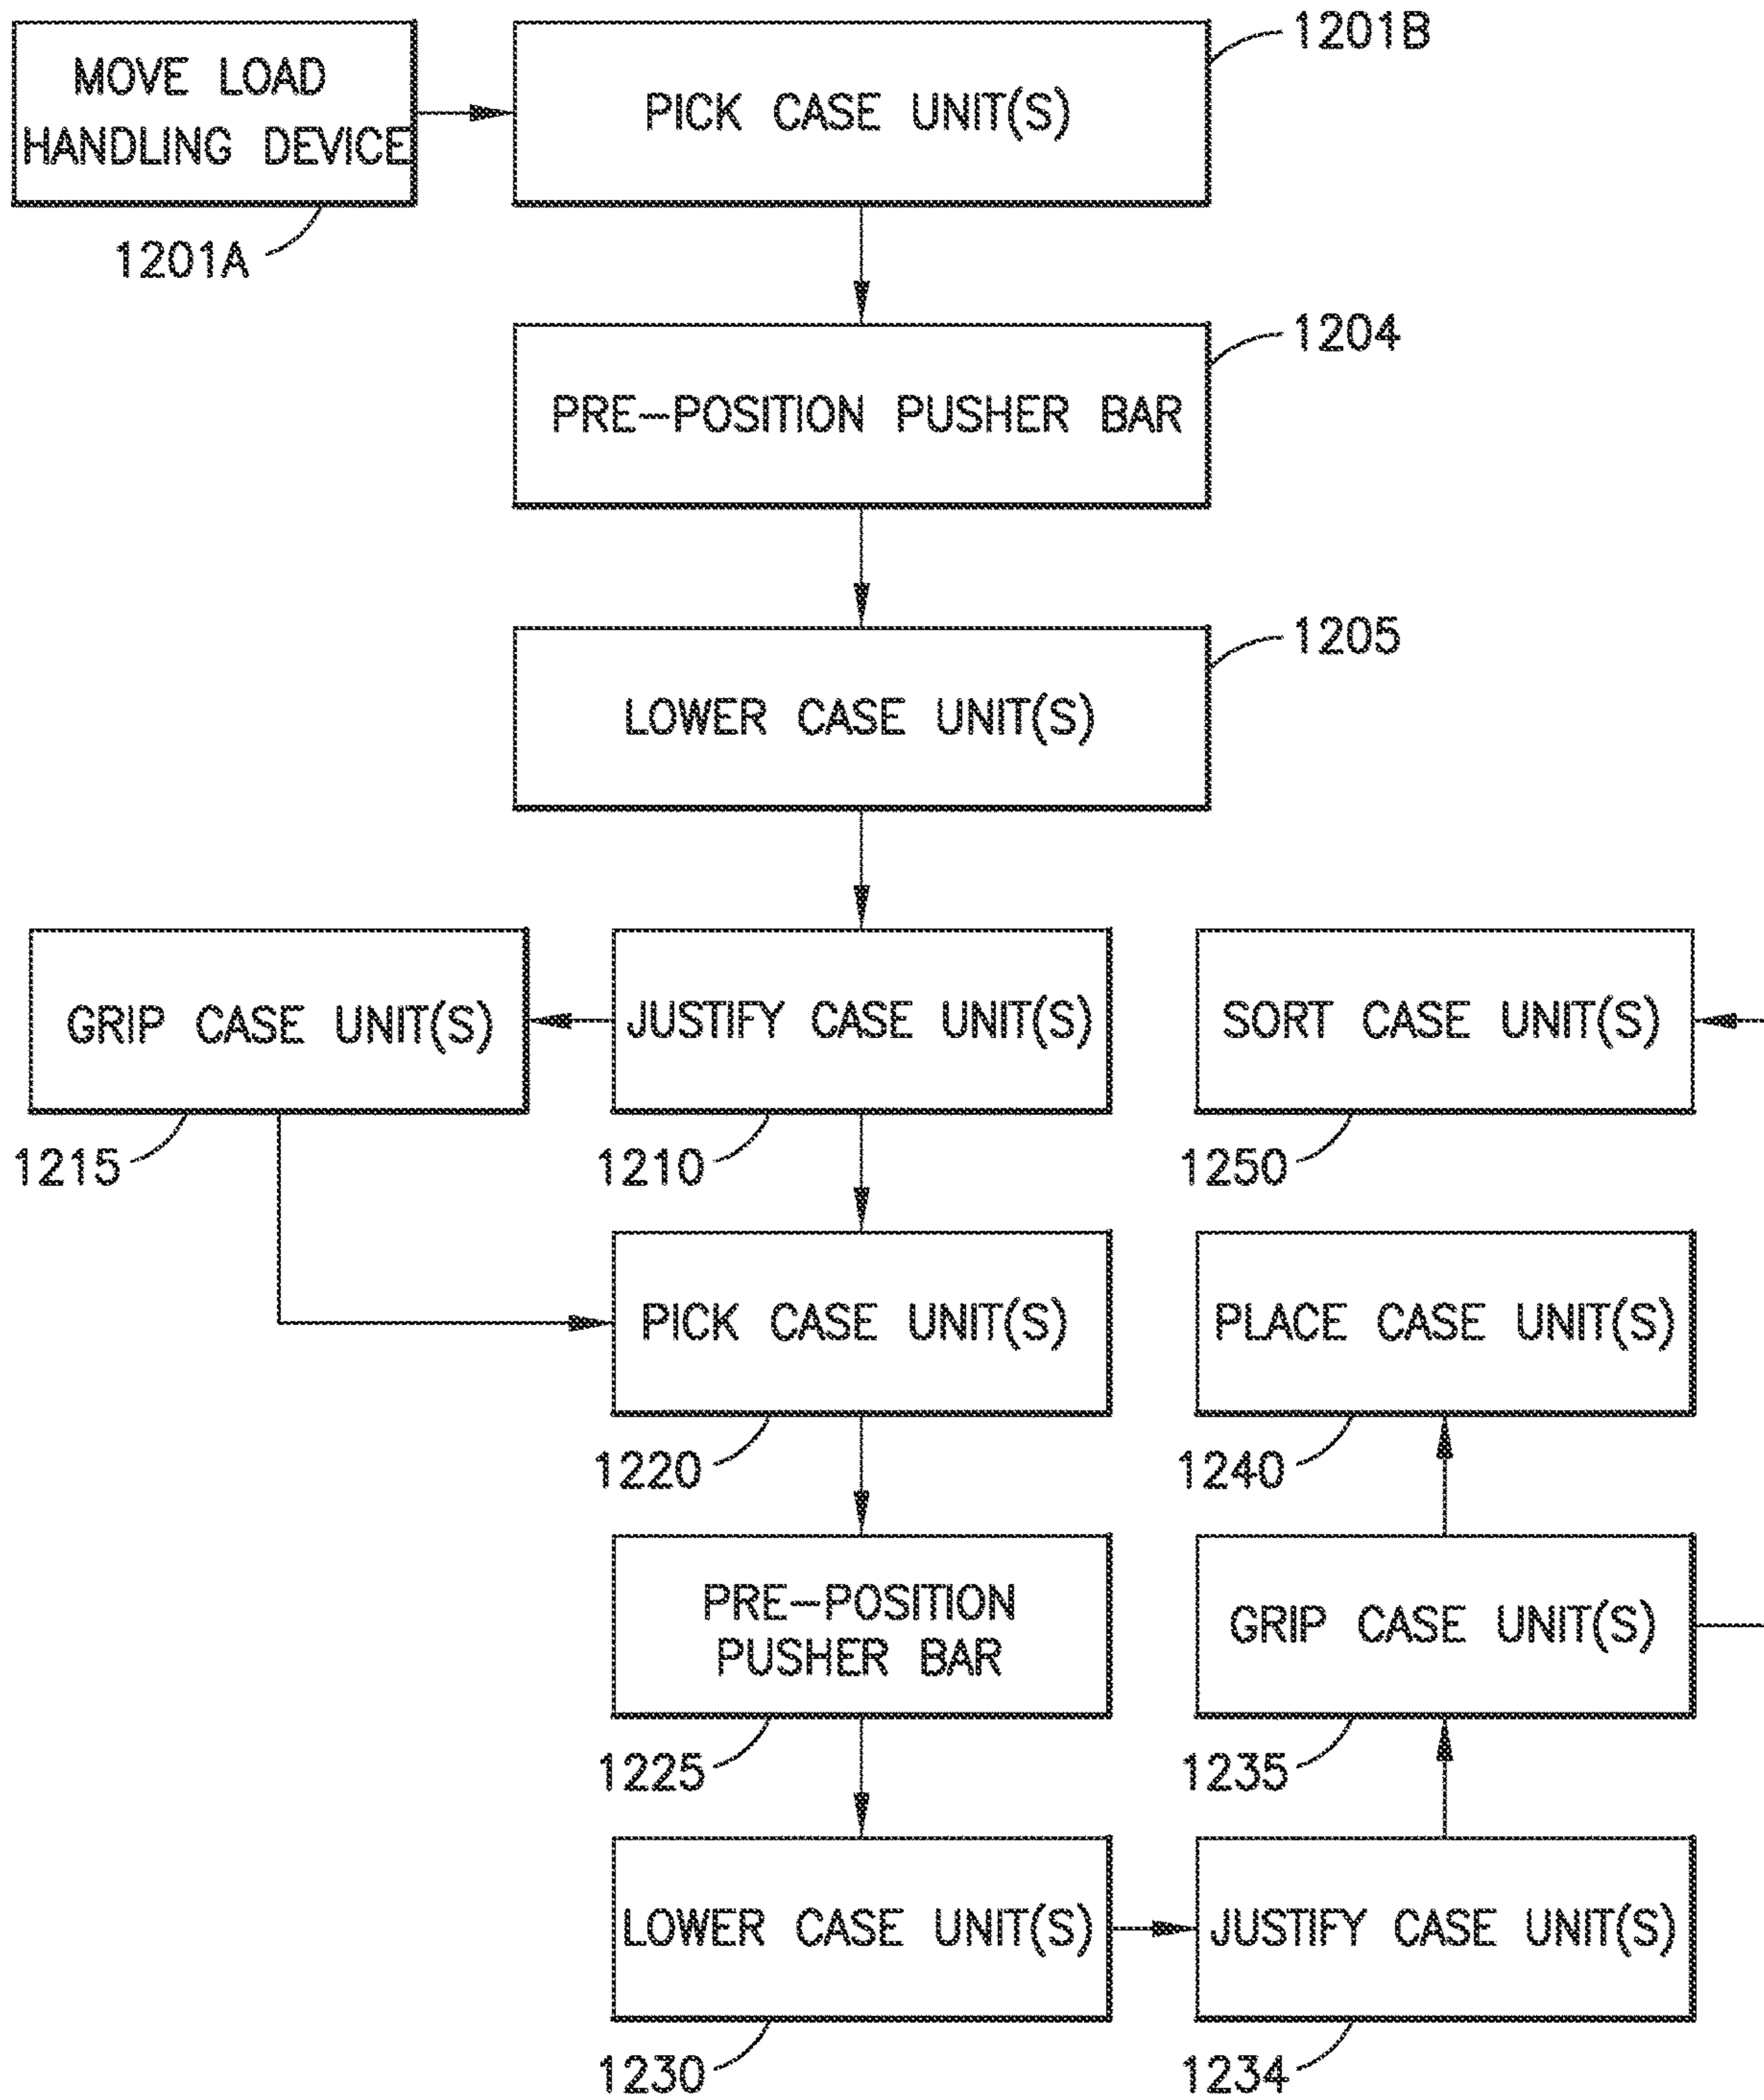 MOVE LOAD
HANDLING DEVICE
1201A
PICK CASE UNIT(S)
1201B
PRE-POSITION PUSHER BAR
1204
LOWER CASE UNIT(S)
1205
GRIP CASE UNIT(S)
1215
JUSTIFY CASE UNIT(S)
1210
SORT CASE UNIT(S)
1250
PICK CASE UNIT(S)
1220
PLACE CASE UNIT(S)
1240
PRE-POSITION
PUSHER BAR
1225
GRIP CASE UNIT(S)
1235
LOWER CASE UNIT(S)
1230
JUSTIFY CASE UNIT(S)
1234